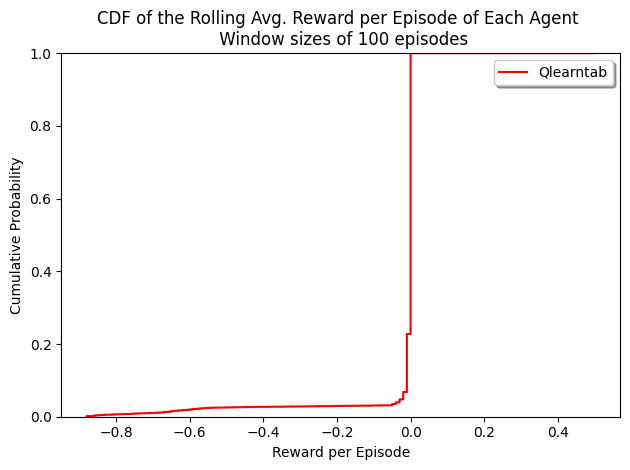 CDF of the Rolling Avg. Reward per Episode of Each Agent
Window sizes of 100 episodes
Qlearntab
Cumulative Probability
1.0
0.8
0.6
0.4
0.2
0.0
−0.8
−0.6
−0.4
−0.2
0.0
0.2
0.4
Reward per Episode